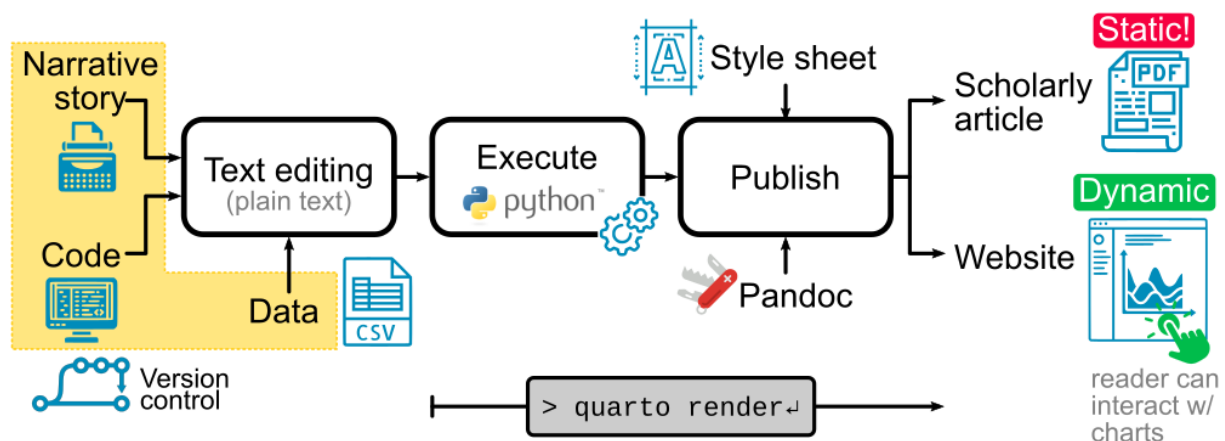 Narrative
story
Code
Data
CSV
Version
control
Text editing
(plain text)
Execute
python™
A
Style sheet
Publish
Pandoc
Static!
Scholarly
article
PDF
Dynamic
Website
reader can
interact w/
charts
> quarto render↵